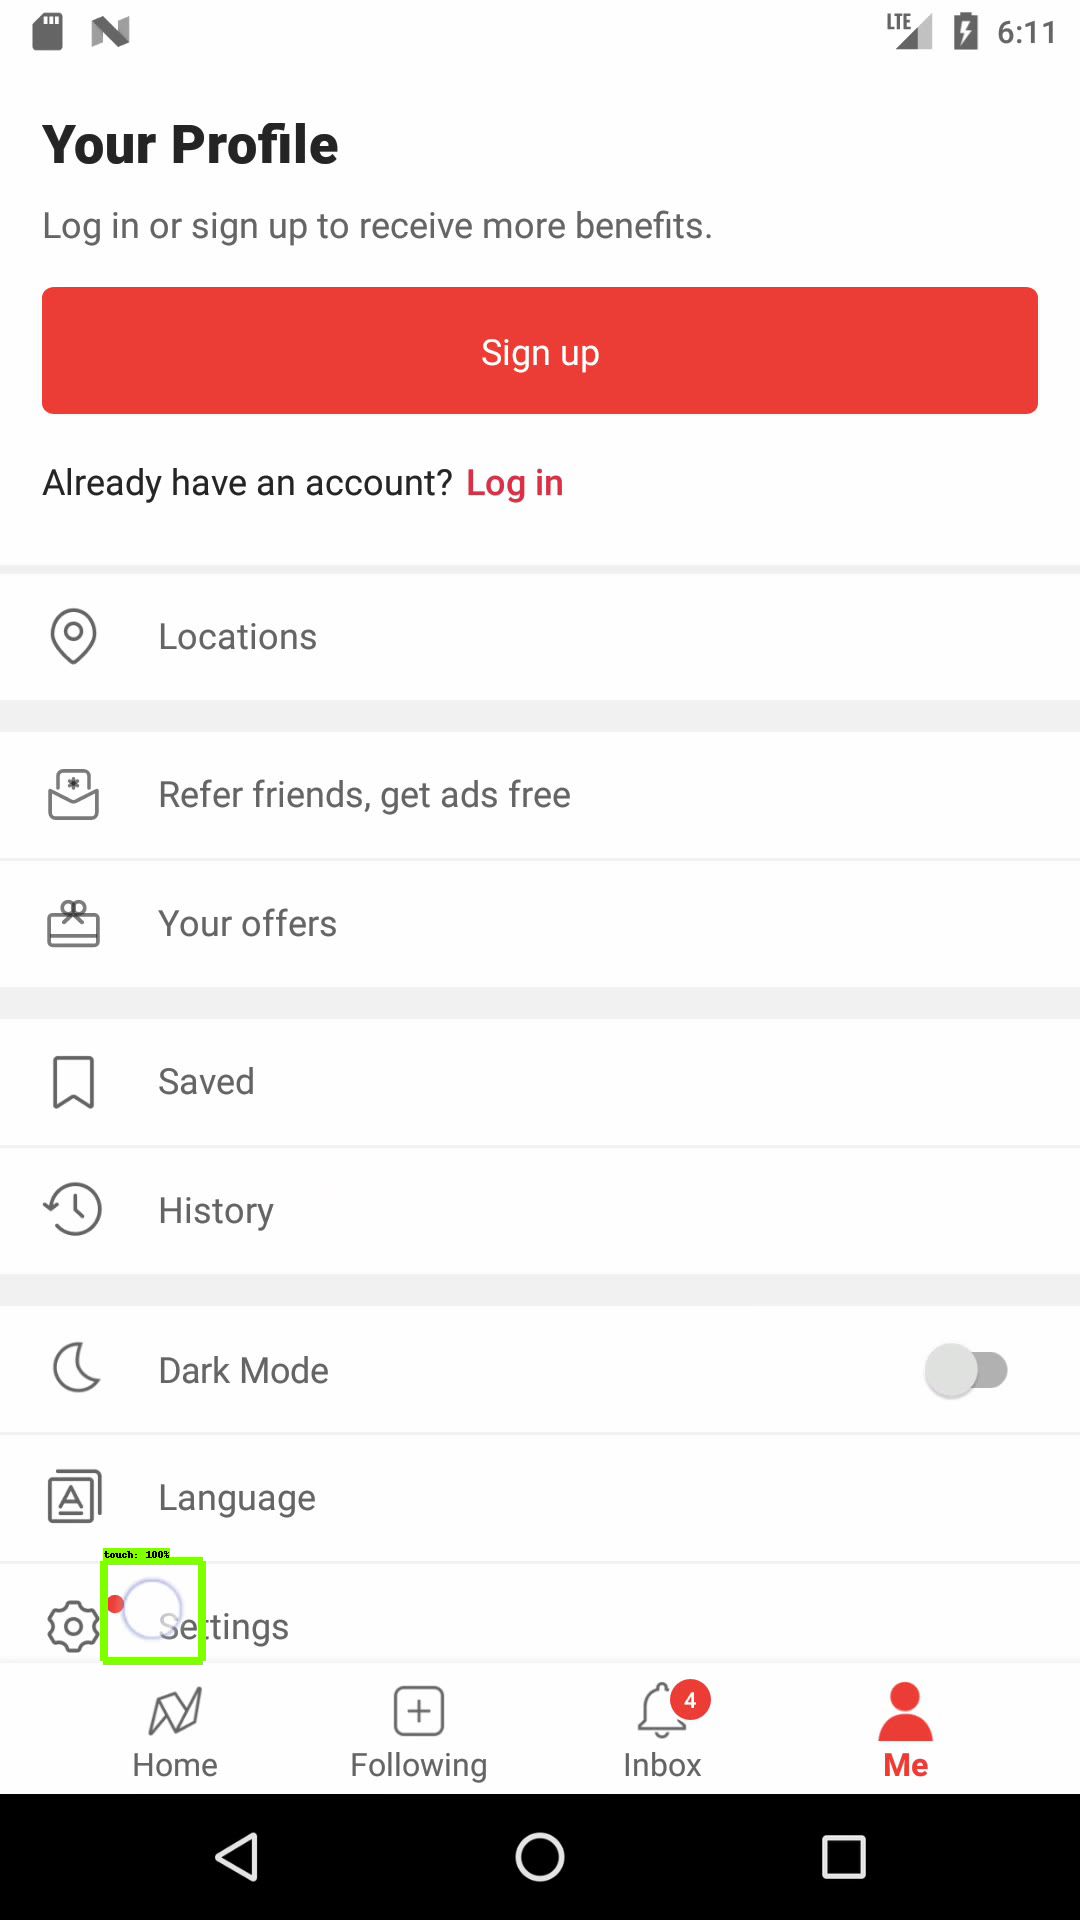 LTE 6:11
Your Profile
Log in or sign up to receive more benefits.
Sign up
Already have an account? Log in
Locations
Refer friends, get ads free
Your offers
Saved
History
Dark Mode
Language
touch: 100%
Settings
4
Home Following Inbox Me